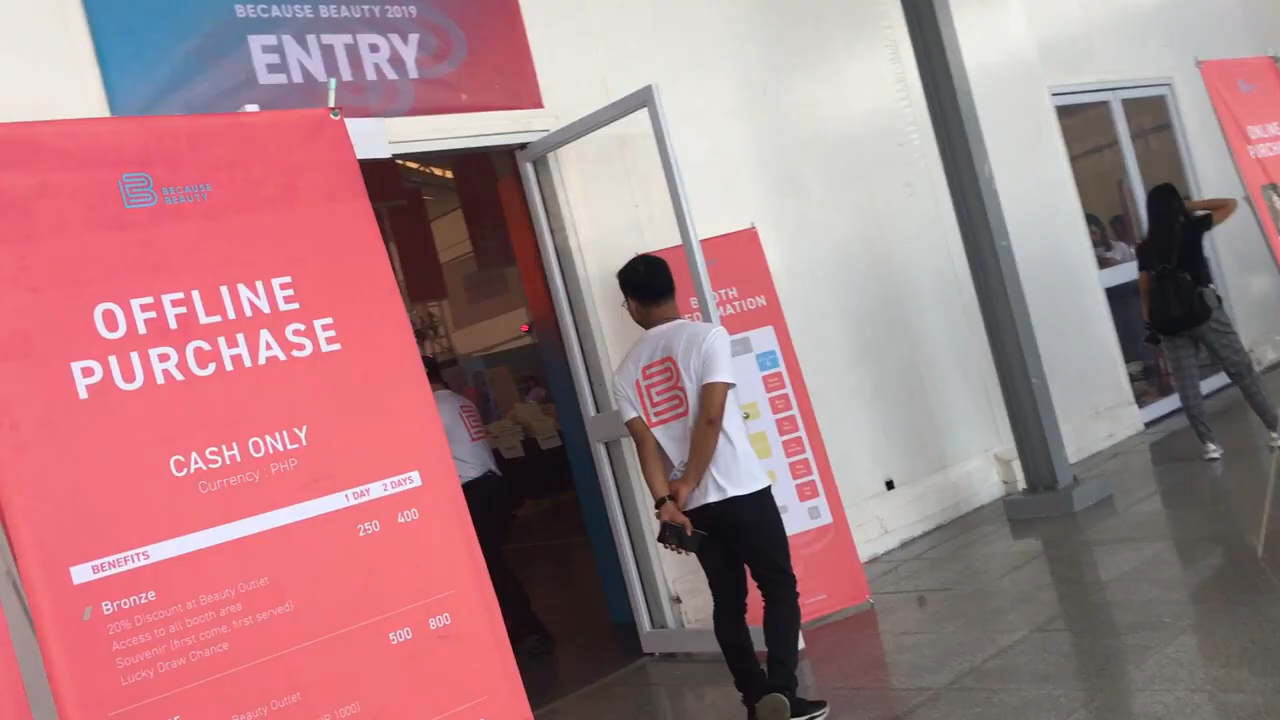 BECAUSE BEAUTY 2019
ENTRY
BECAUSE
BEAUTY
OFFLINE
PURCHASE
CASH ONLY
Currency : PHP
1 DAY 2 DAYS
BENEFITS
250 400
Bronze
20% Discount at Beauty Outlet
Access to all booth area
Souvenir (first come, first served)
Lucky Draw Chance
500 800
Beauty Outlet
1000)